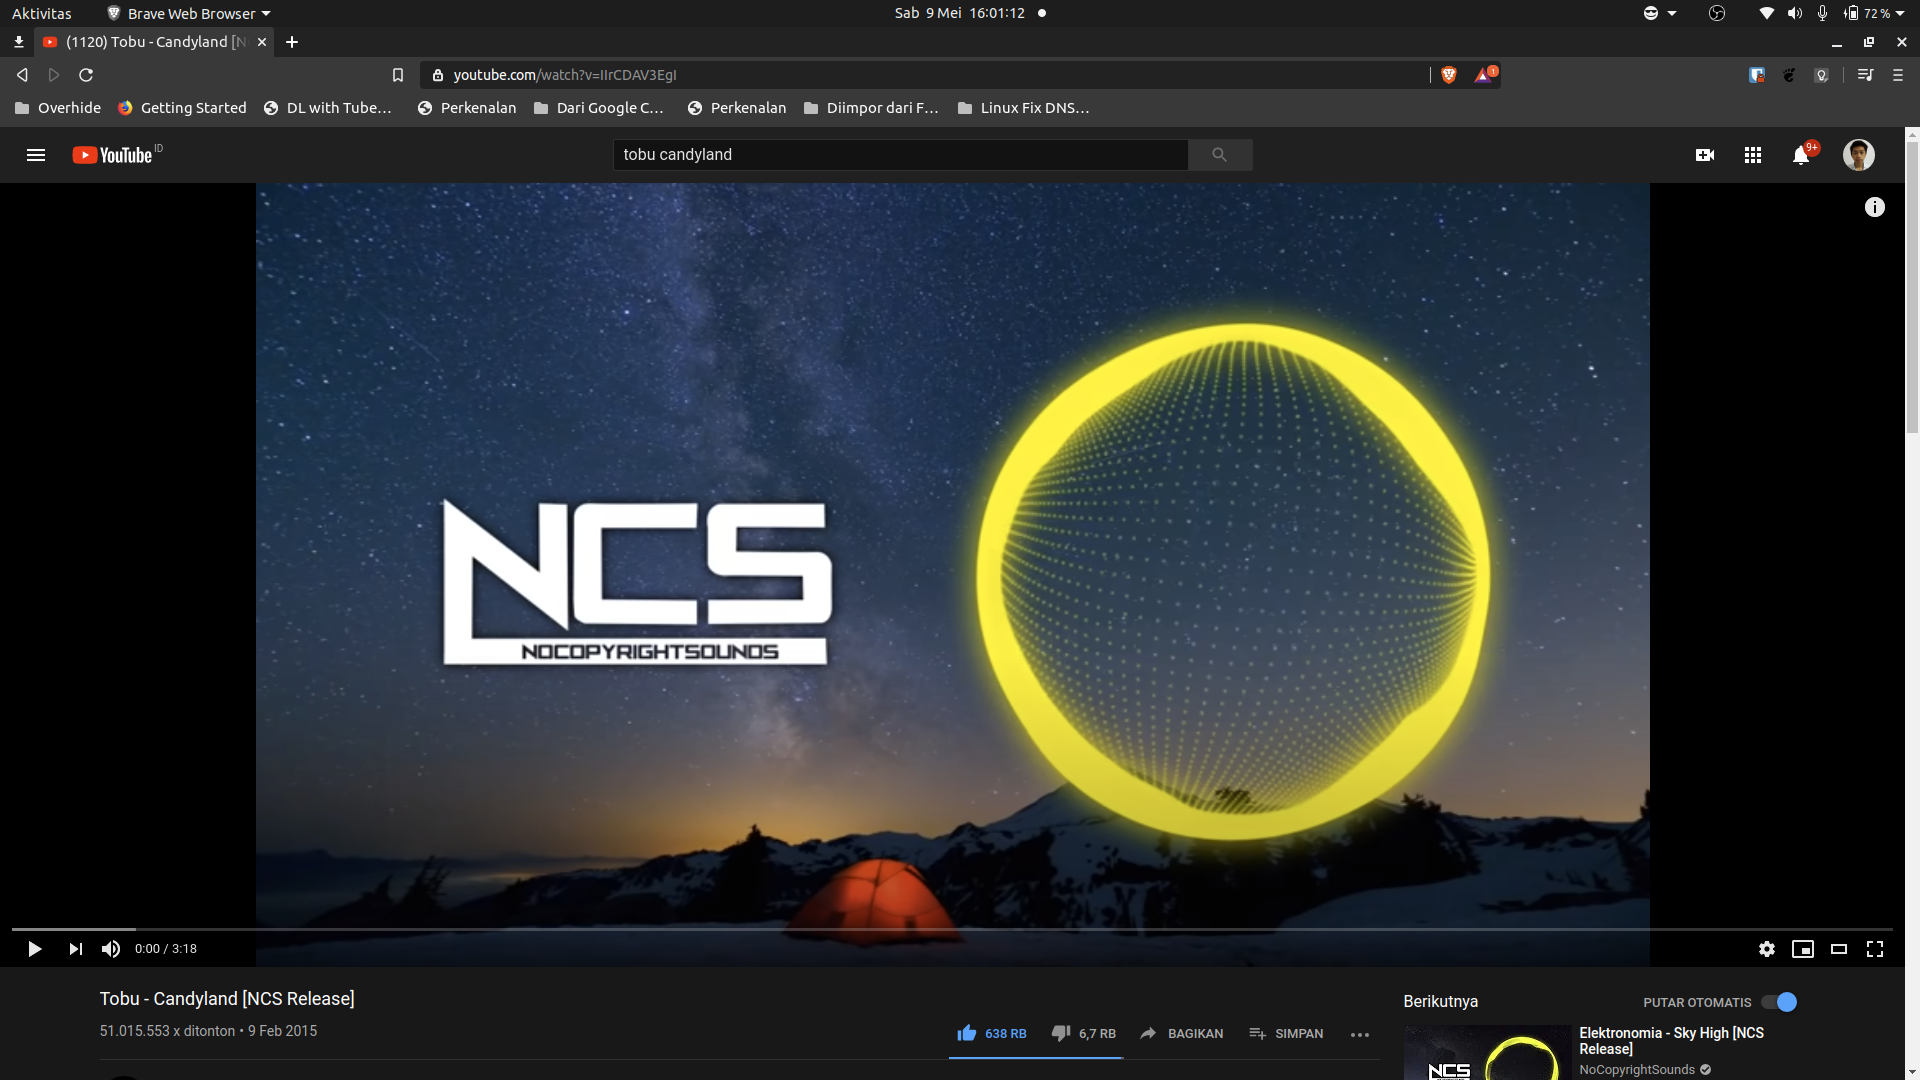 Aktivitas
Brave Web Browser
Sab 9 Mei 16:01:12
72 %
(1120) Tobu - Candyland [N
youtube.com/watch?v=IIrCDAV3EgI
1
Overhide
Getting Started
DL with Tube…
Perkenalan
Dari Google C…
Perkenalan
Diimpor dari F…
Linux Fix DNS…
YouTube ID
tobu candyland
9+
NCS
NOCOPYRIGHTSOUNDS
0:00 / 3:18
Tobu - Candyland [NCS Release]
51.015.553 x ditonton • 9 Feb 2015
638 RB
6,7 RB
BAGIKAN
SIMPAN
Berikutnya
PUTAR OTOMATIS
Elektronomia - Sky High [NCS
Release]
NoCopyrightSounds
NCS